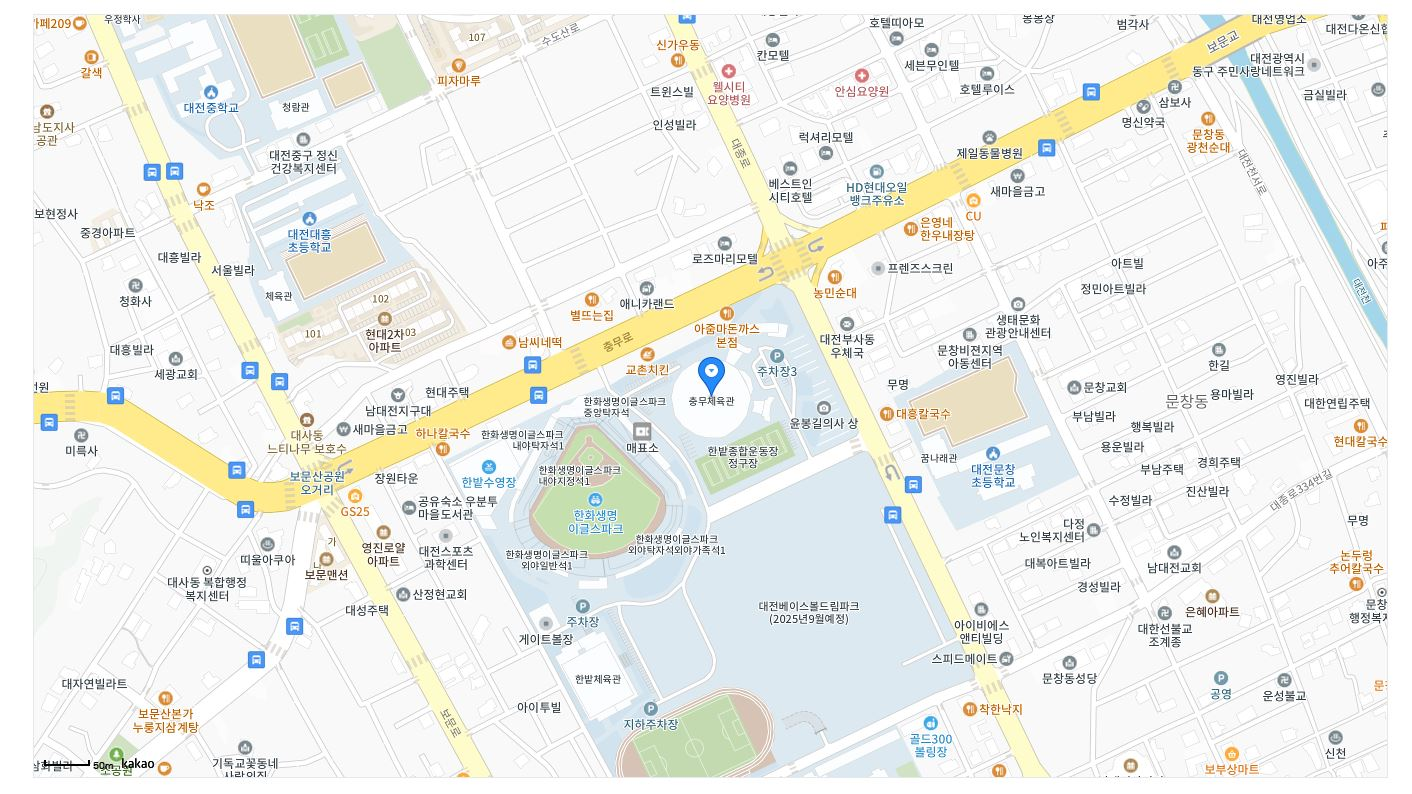 카페209
우정학사
107
수도산로
신가우동
칸모텔
호텔띠아모
몽몽장
범각사
대전영업소
보문교
대전다온신협
갈색
피자마루
웰시티
요양병원
안심요양원
세븐무인텔
대전광역시
동구 주민사랑네트워크
트윈스빌
호텔루이스
삼보사
금실빌라
대전중학교
청람관
남도지사
공관
인성빌라
명신약국
럭셔리모텔
문창동
광천순대
대전중구 정신
건강복지센터
대종로
제일동물병원
대전천서로
낙조
베스트인
시티호텔
HD현대오일
뱅크주유소
새마을금고
CU
보현정사
중경아파트
대전대흥
초등학교
은영네
한우내장탕
대흥빌라
서울빌라
로즈마리모텔
프렌즈스크린
아트빌
청화사
체육관
102
농민순대
정민아트빌라
대전천
애니카랜드
별뜨는집
생태문화
관광안내센터
101
현대2차
아파트
103
아줌마돈까스
본점
대전부사동
우체국
남씨네떡
충무로
대흥빌라
세광교회
문창비젼지역
아동센터
한길
교촌치킨
주차장3
무명
문창교회
문창동
용마빌라
영진빌라
현대주택
한화생명이글스파크
중앙탁자석
충무체육관
남대전지구대
대흥칼국수
부남빌라
대한연립주택
대사동
느티나무 보호수
새마을금고
하나칼국수
한화생명이글스파크
내야탁자석1
매표소
윤봉길의사 상
행복빌라
현대칼국수
미륵사
용운빌라
한밭종합운동장
정구장
꿈나래관
대전문창
초등학교
경희주택
부남주택
보문산공원
오거리
장원타운
한밭수영장
한화생명이글스파크
내야지정석1
진산빌라
대종로334번길
GS25
공유숙소 우분투
마을도서관
한화생명
이글스파크
수정빌라
다정
노인복지센터
무명
가
영진로얄
아파트
대전스포츠
과학센터
한화생명이글스파크
외야탁자석외야가족석1
한화생명이글스파크
외야일반석1
띠울아쿠아
나
보문맨션
대복아트빌라
남대전교회
논두렁
추어칼국수
대사동 복합행정
복지센터
산정현교회
경성빌라
대성주택
주차장
대전베이스볼드림파크
(2025년9월예정)
은혜아파트
게이트볼장
아이비에스
앤티빌딩
대한선불교
조계종
스피드메이트
한밭체육관
문창동성당
대자연빌라트
공영
운성불교
보문산본가
누룽지삼계탕
아이투빌
보문로
지하주차장
착한낙지
골드300
볼링장
신천
기독교꽃동네
보부상마트
50m
kakao